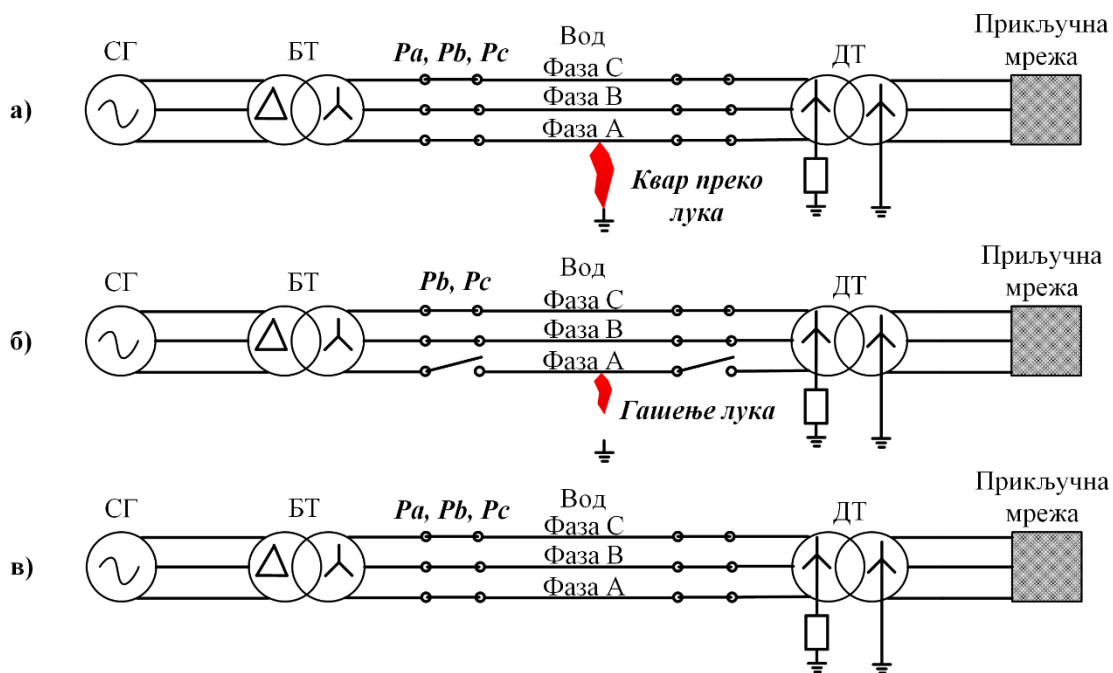 СГ
БТ
Pa, Pb, Pc
Вод
Фаза C
Фаза B
Фаза A
ДТ
Прикључна
мрежа
а)
Квар преко
лука
СГ
БТ
Pb, Pc
Вод
Фаза C
Фаза B
Фаза A
ДТ
Приључна
мрежа
б)
Гашење лука
СГ
БТ
Pa, Pb, Pc
Вод
Фаза C
Фаза B
Фаза A
ДТ
Прикључна
мрежа
в)